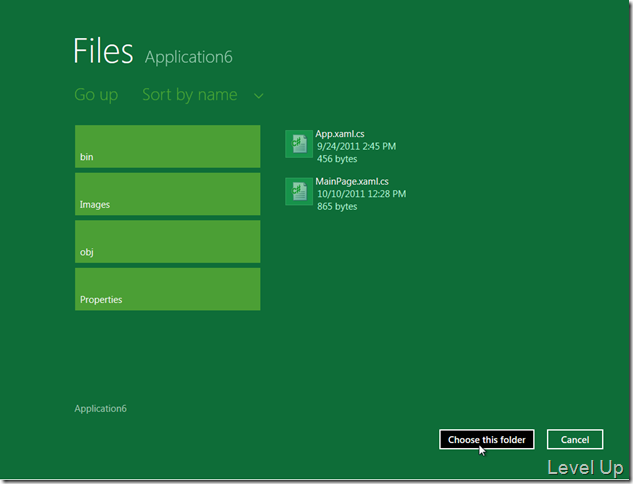 Files Application6
Go up Sort by name
bin
Images
obj
Properties
App.xaml.cs
9/24/2011 2:45 PM
456 bytes
MainPage.xaml.cs
10/10/2011 12:28 PM
865 bytes
Application6
Choose this folder Cancel
Level Up